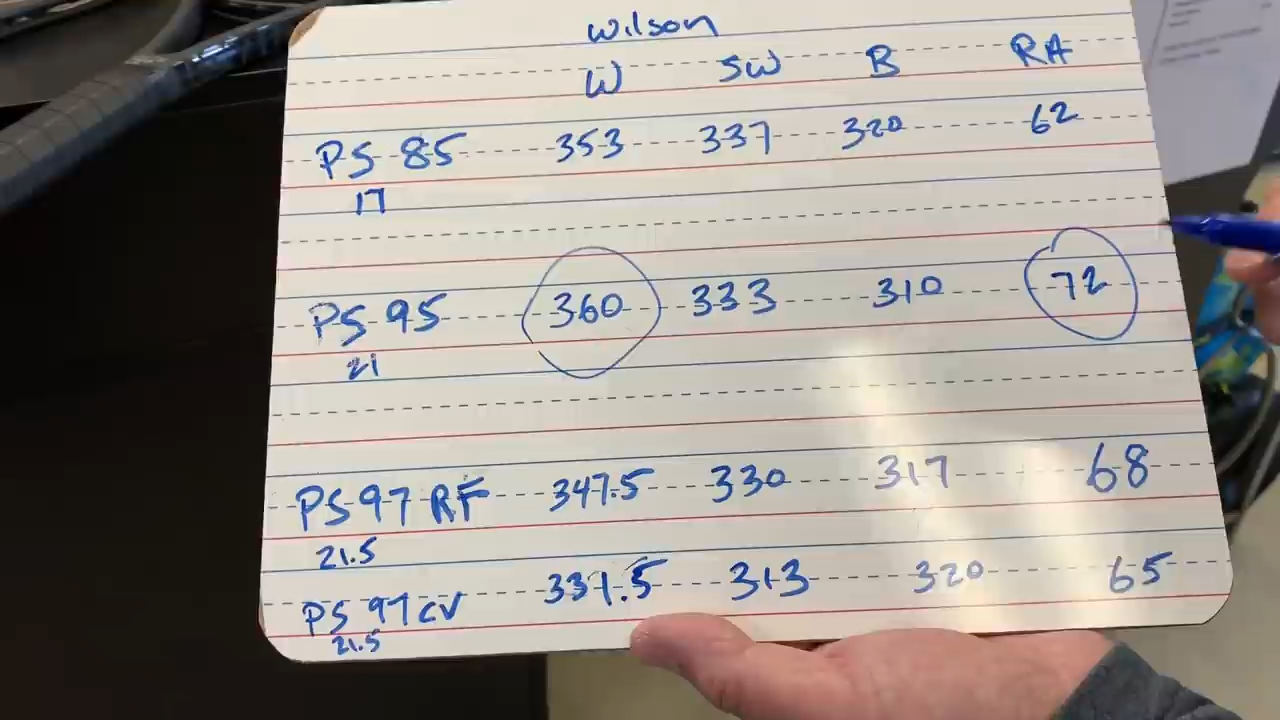 Wilson
W SW B RA
PS 85 353 337 320 62
17
PS 95 360 333 310 72
21
PS 97 RF 347.5 330 317 68
21.5
PS 97 CV 331.5 313 320 65
21.5